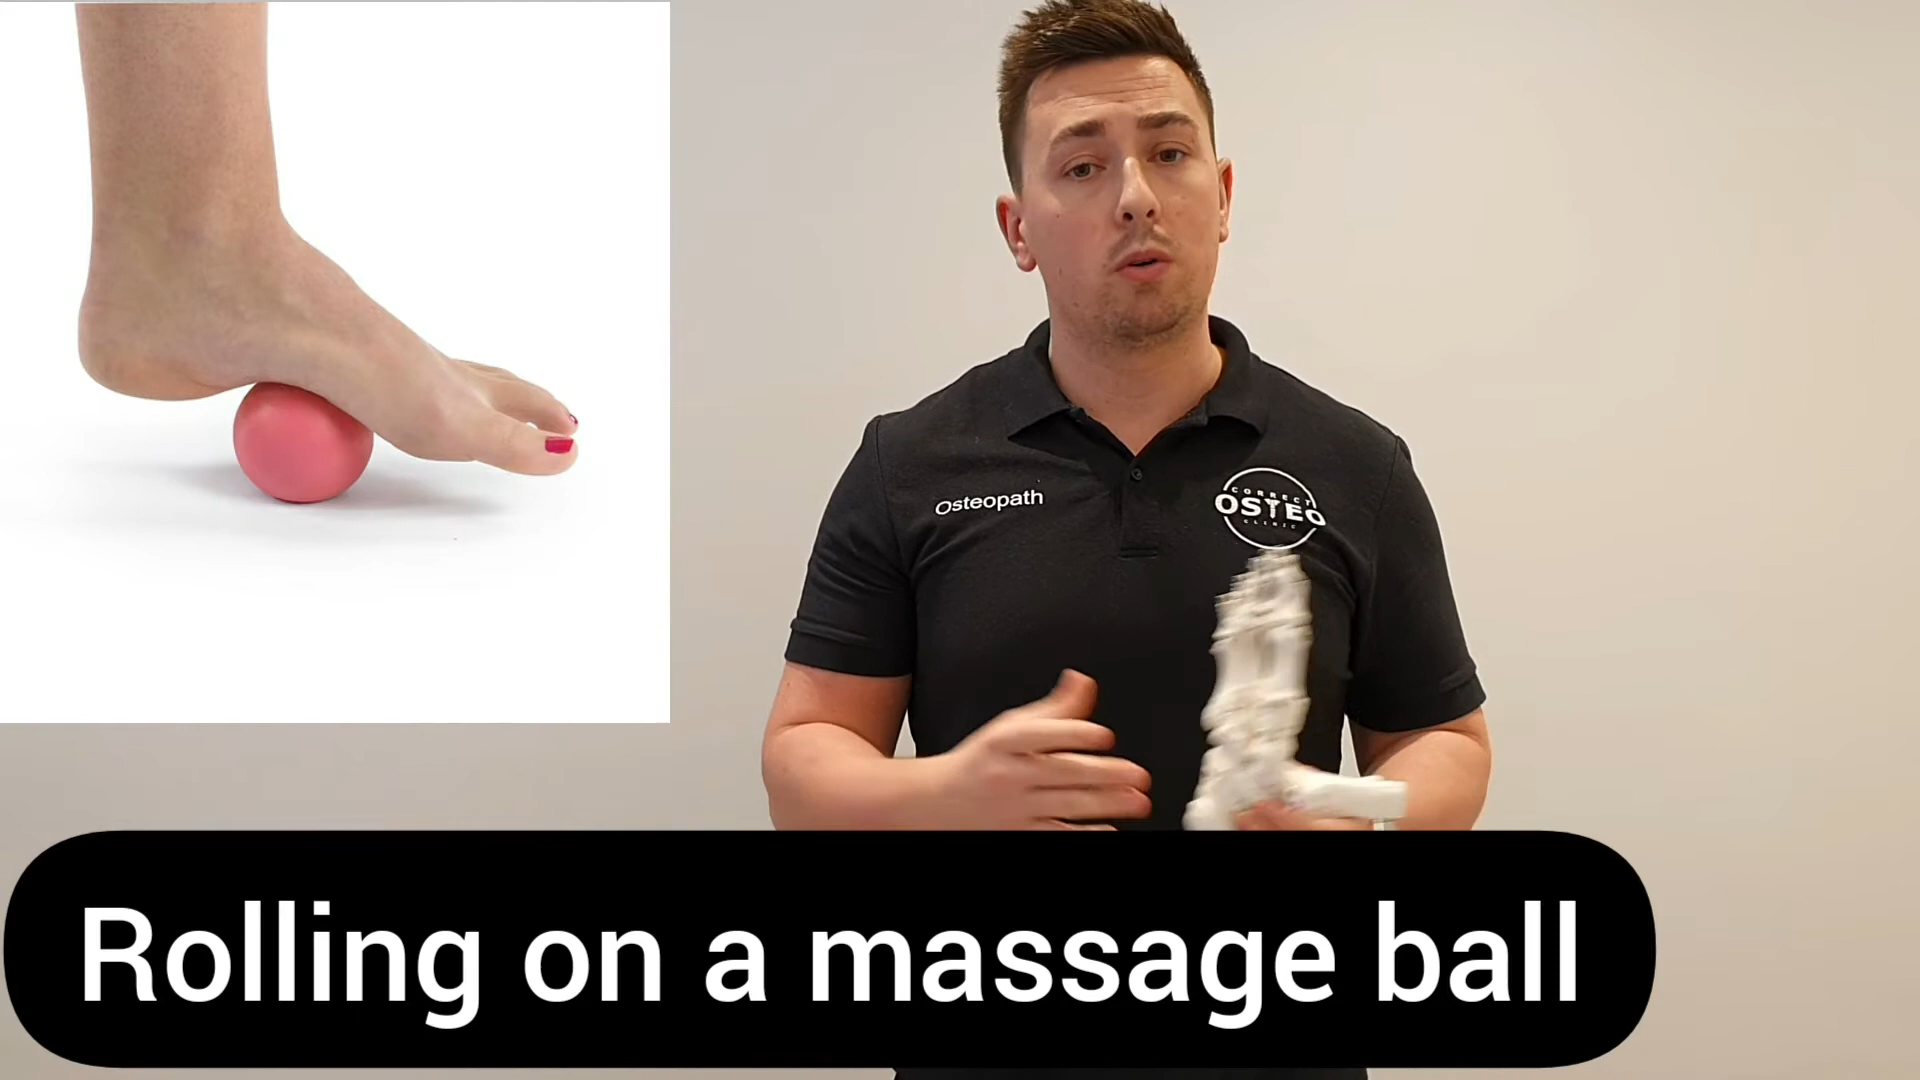 Osteopath
CORRECT
OSTEO
CLINIC
Rolling on a massage ball